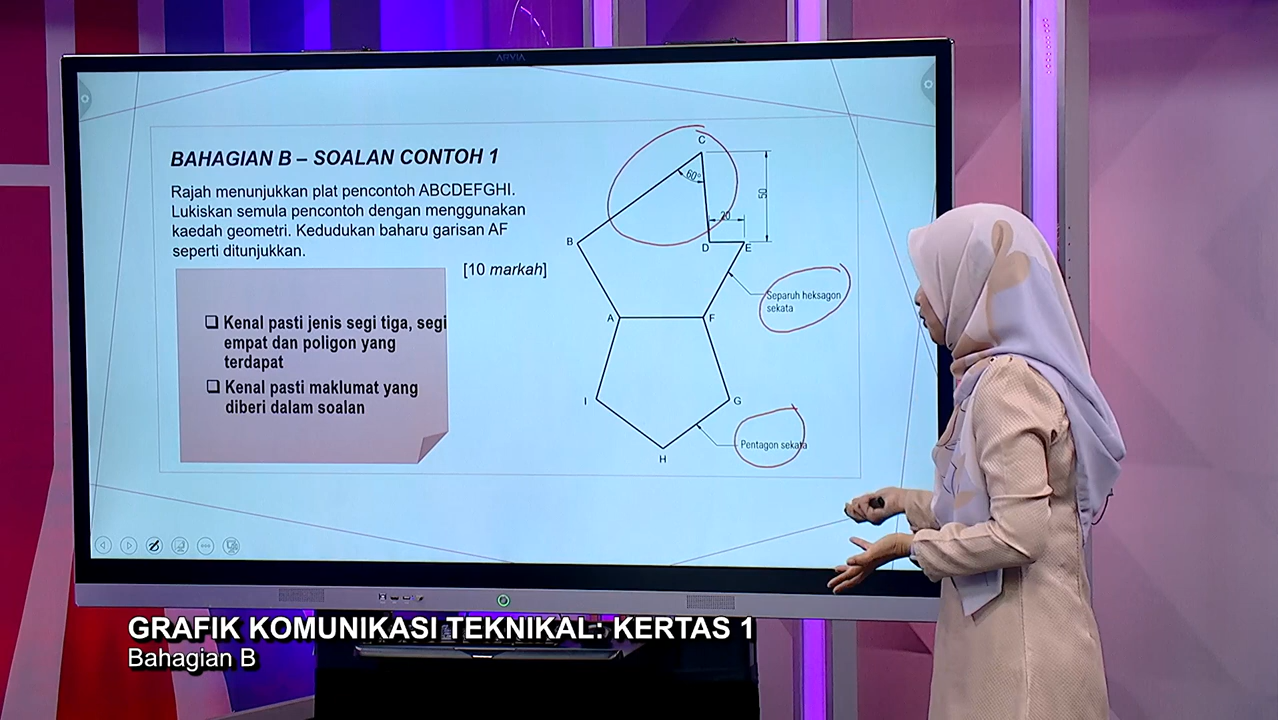 ARVIA
BAHAGIAN B – SOALAN CONTOH 1
Rajah menunjukkan plat pencontoh ABCDEFGHI.
Lukiskan semula pencontoh dengan menggunakan
kaedah geometri. Kedudukan baharu garisan AF
seperti ditunjukkan.
[10 markah]
Kenal pasti jenis segi tiga, segi
empat dan poligon yang
terdapat
Kenal pasti maklumat yang
diberi dalam soalan
C
60°
50
20
B
D
E
Separuh heksagon
sekata
A
F
I
G
Pentagon sekata
H
GRAFIK KOMUNIKASI TEKNIKAL: KERTAS 1
Bahagian B